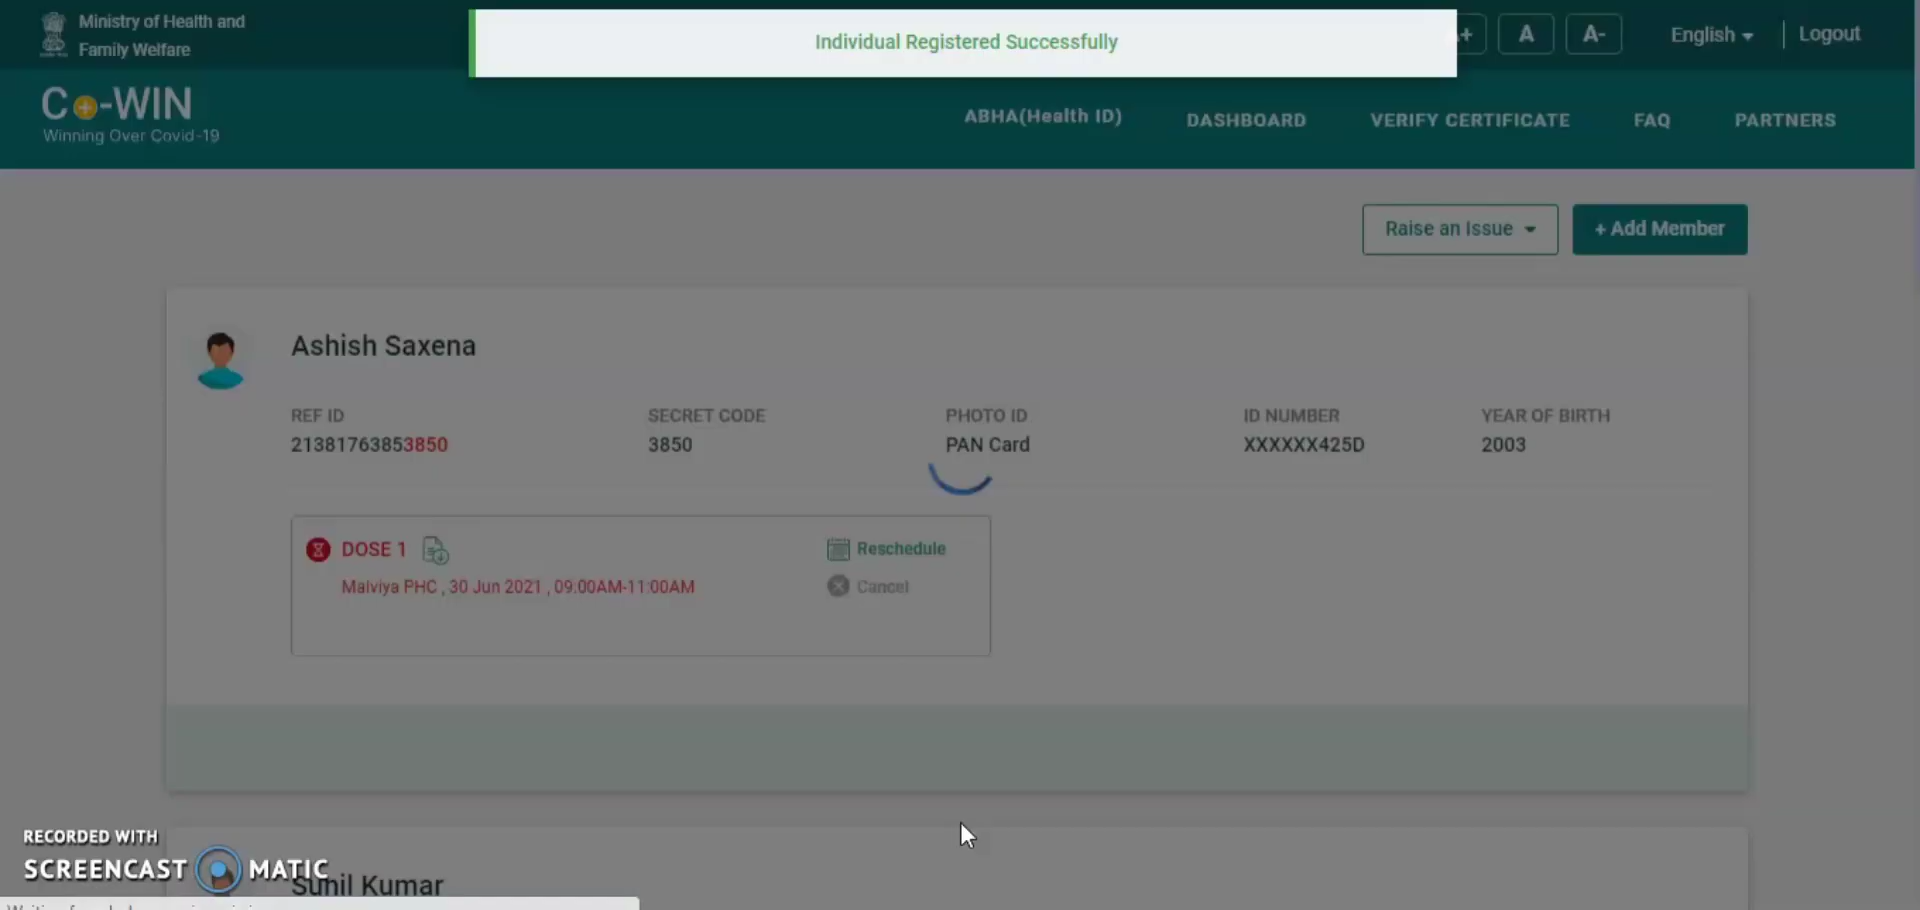 Ministry of Health and
Family Welfare
Individual Registered Successfully
+
A
A-
English
Logout
Co-WIN
Winning Over Covid-19
ABHA(Health ID)
DASHBOARD
VERIFY CERTIFICATE
FAQ
PARTNERS
Raise an Issue
+ Add Member
Ashish Saxena
REF ID
SECRET CODE
PHOTO ID
ID NUMBER
YEAR OF BIRTH
21381763853850
3850
PAN Card
XXXXXX425D
2003
DOSE 1
Reschedule
Malviya PHC , 30 Jun 2021 , 09:00AM-11:00AM
Cancel
RECORDED WITH
SCREENCAST MATIC
Sunil Kumar